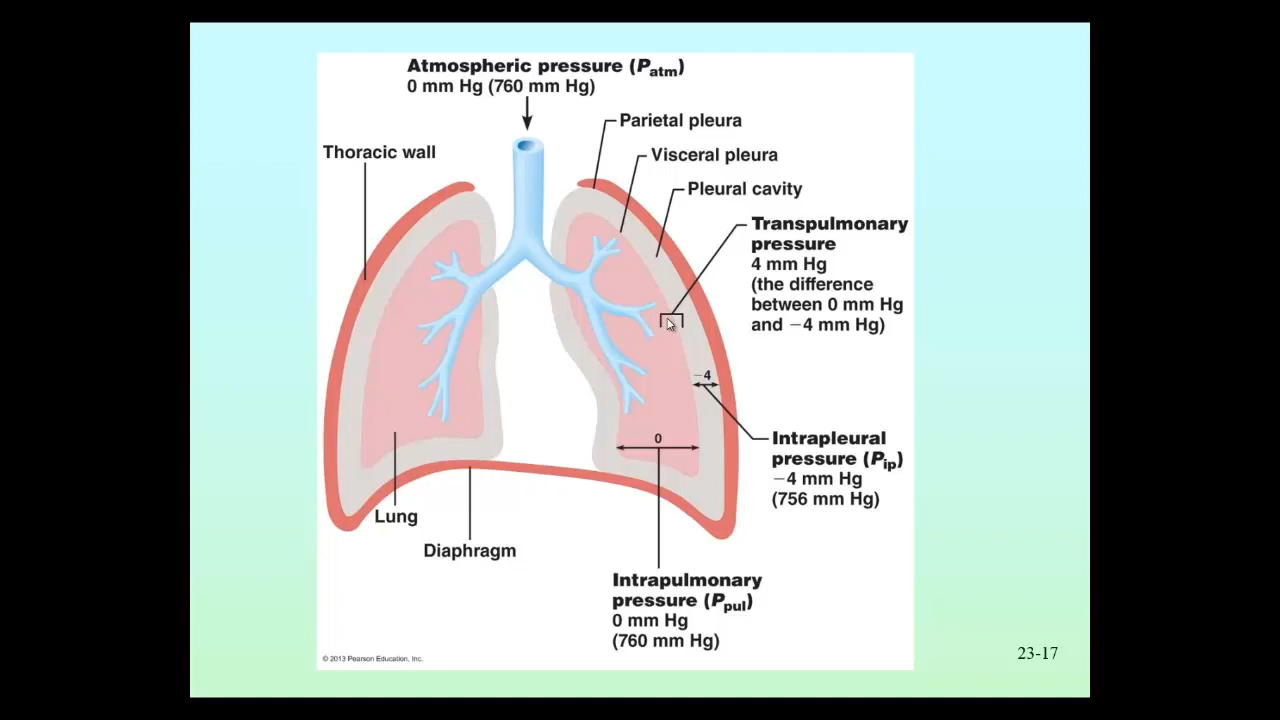 Atmospheric pressure (Patm)
0 mm Hg (760 mm Hg)
Parietal pleura
Thoracic wall
Visceral pleura
Pleural cavity
Transpulmonary
pressure
4 mm Hg
(the difference
between 0 mm Hg
and −4 mm Hg)
−4
0
Intrapleural
pressure (Pip)
−4 mm Hg
(756 mm Hg)
Lung
Diaphragm
Intrapulmonary
pressure (Ppul)
0 mm Hg
(760 mm Hg)
© 2013 Pearson Education, Inc.
23-17